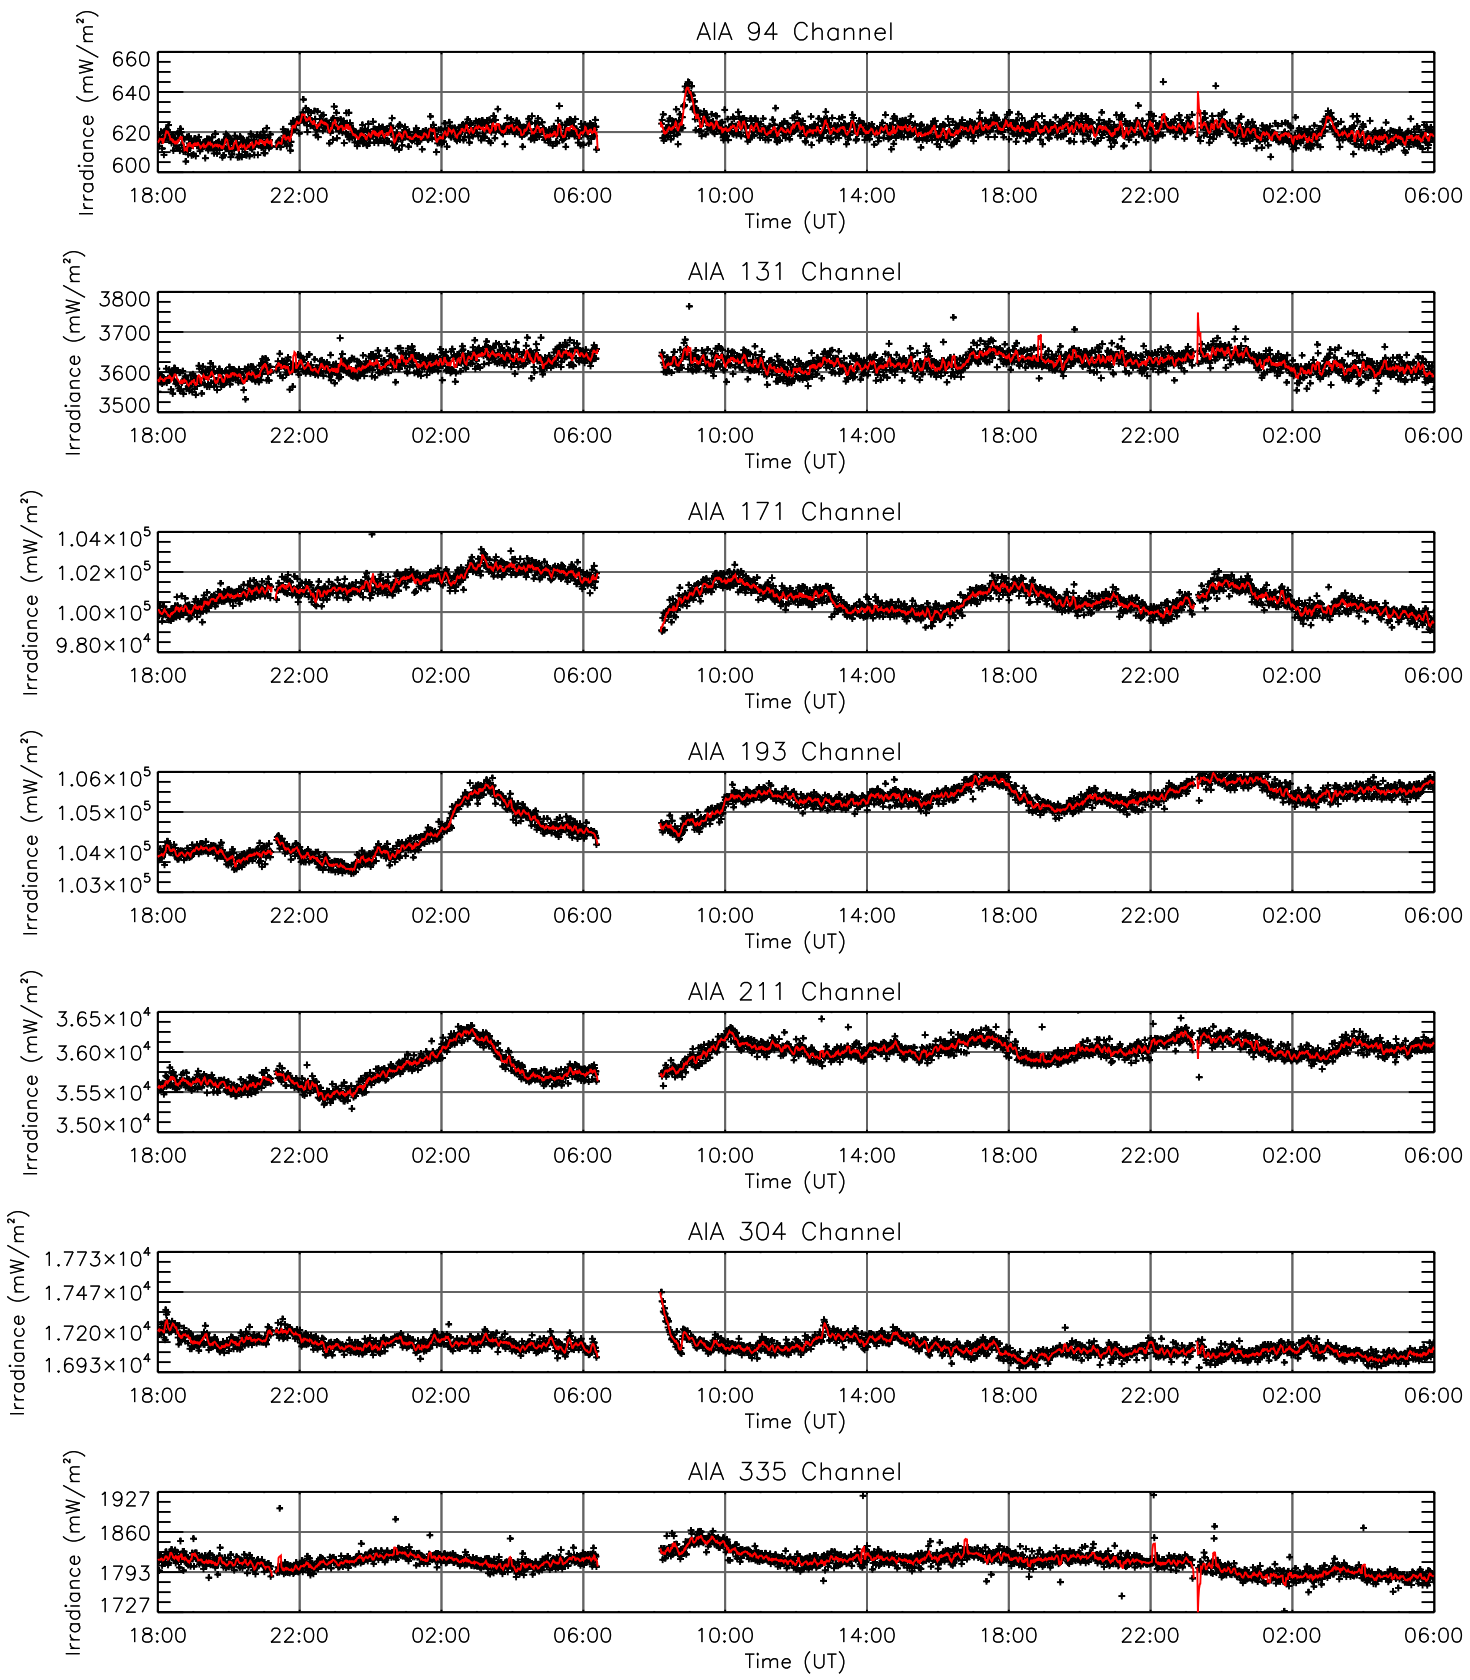 AIA 94 Channel
Irradiance (mW/m²)
660
640
620
600
18:00 22:00 02:00 06:00 10:00 14:00 18:00 22:00 02:00 06:00
Time (UT)
AIA 131 Channel
Irradiance (mW/m²)
3800
3700
3600
3500
18:00 22:00 02:00 06:00 10:00 14:00 18:00 22:00 02:00 06:00
Time (UT)
AIA 171 Channel
Irradiance (mW/m²)
1.04×10⁵
1.02×10⁵
1.00×10⁵
9.80×10⁴
18:00 22:00 02:00 06:00 10:00 14:00 18:00 22:00 02:00 06:00
Time (UT)
AIA 193 Channel
Irradiance (mW/m²)
1.06×10⁵
1.05×10⁵
1.04×10⁵
1.03×10⁵
18:00 22:00 02:00 06:00 10:00 14:00 18:00 22:00 02:00 06:00
Time (UT)
AIA 211 Channel
Irradiance (mW/m²)
3.65×10⁴
3.60×10⁴
3.55×10⁴
3.50×10⁴
18:00 22:00 02:00 06:00 10:00 14:00 18:00 22:00 02:00 06:00
Time (UT)
AIA 304 Channel
Irradiance (mW/m²)
1.773×10⁴
1.747×10⁴
1.720×10⁴
1.693×10⁴
18:00 22:00 02:00 06:00 10:00 14:00 18:00 22:00 02:00 06:00
Time (UT)
AIA 335 Channel
Irradiance (mW/m²)
1927
1860
1793
1727
18:00 22:00 02:00 06:00 10:00 14:00 18:00 22:00 02:00 06:00
Time (UT)